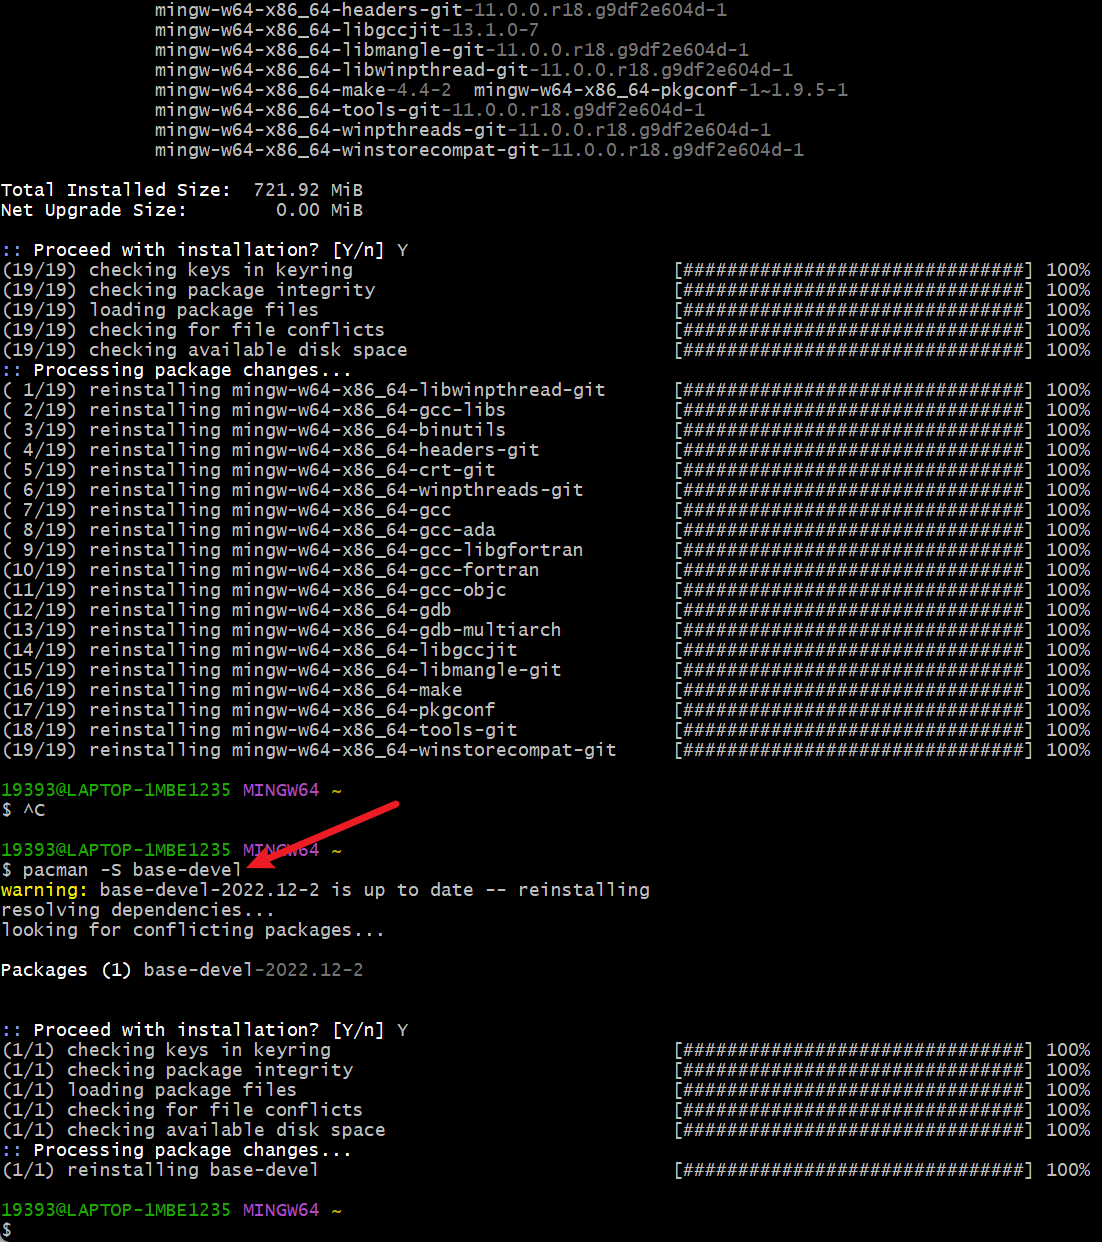 mingw-w64-x86_64-headers-git-11.0.0.r18.g9df2e604d-1
mingw-w64-x86_64-libgccjit-13.1.0-7
mingw-w64-x86_64-libmangle-git-11.0.0.r18.g9df2e604d-1
mingw-w64-x86_64-libwinpthread-git-11.0.0.r18.g9df2e604d-1
mingw-w64-x86_64-make-4.4-2  mingw-w64-x86_64-pkgconf-1~1.9.5-1
mingw-w64-x86_64-tools-git-11.0.0.r18.g9df2e604d-1
mingw-w64-x86_64-winpthreads-git-11.0.0.r18.g9df2e604d-1
mingw-w64-x86_64-winstorecompat-git-11.0.0.r18.g9df2e604d-1
Total Installed Size:  721.92 MiB
Net Upgrade Size:        0.00 MiB
:: Proceed with installation? [Y/n] Y
(19/19) checking keys in keyring [###############################] 100%
(19/19) checking package integrity [###############################] 100%
(19/19) loading package files [###############################] 100%
(19/19) checking for file conflicts [###############################] 100%
(19/19) checking available disk space [###############################] 100%
:: Processing package changes...
( 1/19) reinstalling mingw-w64-x86_64-libwinpthread-git [###############################] 100%
( 2/19) reinstalling mingw-w64-x86_64-gcc-libs [###############################] 100%
( 3/19) reinstalling mingw-w64-x86_64-binutils [###############################] 100%
( 4/19) reinstalling mingw-w64-x86_64-headers-git [###############################] 100%
( 5/19) reinstalling mingw-w64-x86_64-crt-git [###############################] 100%
( 6/19) reinstalling mingw-w64-x86_64-winpthreads-git [###############################] 100%
( 7/19) reinstalling mingw-w64-x86_64-gcc [###############################] 100%
( 8/19) reinstalling mingw-w64-x86_64-gcc-ada [###############################] 100%
( 9/19) reinstalling mingw-w64-x86_64-gcc-libgfortran [###############################] 100%
(10/19) reinstalling mingw-w64-x86_64-gcc-fortran [###############################] 100%
(11/19) reinstalling mingw-w64-x86_64-gcc-objc [###############################] 100%
(12/19) reinstalling mingw-w64-x86_64-gdb [###############################] 100%
(13/19) reinstalling mingw-w64-x86_64-gdb-multiarch [###############################] 100%
(14/19) reinstalling mingw-w64-x86_64-libgccjit [###############################] 100%
(15/19) reinstalling mingw-w64-x86_64-libmangle-git [###############################] 100%
(16/19) reinstalling mingw-w64-x86_64-make [###############################] 100%
(17/19) reinstalling mingw-w64-x86_64-pkgconf [###############################] 100%
(18/19) reinstalling mingw-w64-x86_64-tools-git [###############################] 100%
(19/19) reinstalling mingw-w64-x86_64-winstorecompat-git [###############################] 100%
19393@LAPTOP-1MBE1235 MINGW64 ~
$ ^C
19393@LAPTOP-1MBE1235 MINGW64 ~
$ pacman -S base-devel
warning: base-devel-2022.12-2 is up to date -- reinstalling
resolving dependencies...
looking for conflicting packages...
Packages (1) base-devel-2022.12-2
:: Proceed with installation? [Y/n] Y
(1/1) checking keys in keyring [###############################] 100%
(1/1) checking package integrity [###############################] 100%
(1/1) loading package files [###############################] 100%
(1/1) checking for file conflicts [###############################] 100%
(1/1) checking available disk space [###############################] 100%
:: Processing package changes...
(1/1) reinstalling base-devel [###############################] 100%
19393@LAPTOP-1MBE1235 MINGW64 ~
$